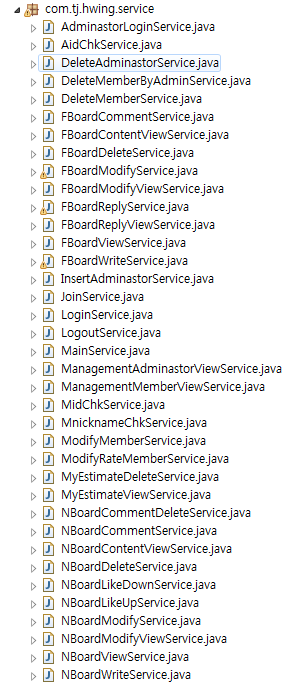 com.tj.hwing.service
AdminastorLoginService.java
AidChkService.java
DeleteAdminastorService.java
DeleteMemberByAdminService.java
DeleteMemberService.java
FBoardCommentService.java
FBoardContentViewService.java
FBoardDeleteService.java
FBoardModifyService.java
FBoardModifyViewService.java
FBoardReplyService.java
FBoardReplyViewService.java
FBoardViewService.java
FBoardWriteService.java
InsertAdminastorService.java
JoinService.java
LoginService.java
LogoutService.java
MainService.java
ManagementAdminastorViewService.java
ManagementMemberViewService.java
MidChkService.java
MnicknameChkService.java
ModifyMemberService.java
ModifyRateMemberService.java
MyEstimateDeleteService.java
MyEstimateViewService.java
NBoardCommentDeleteService.java
NBoardCommentService.java
NBoardContentViewService.java
NBoardDeleteService.java
NBoardLikeDownService.java
NBoardLikeUpService.java
NBoardModifyService.java
NBoardModifyViewService.java
NBoardViewService.java
NBoardWriteService.java